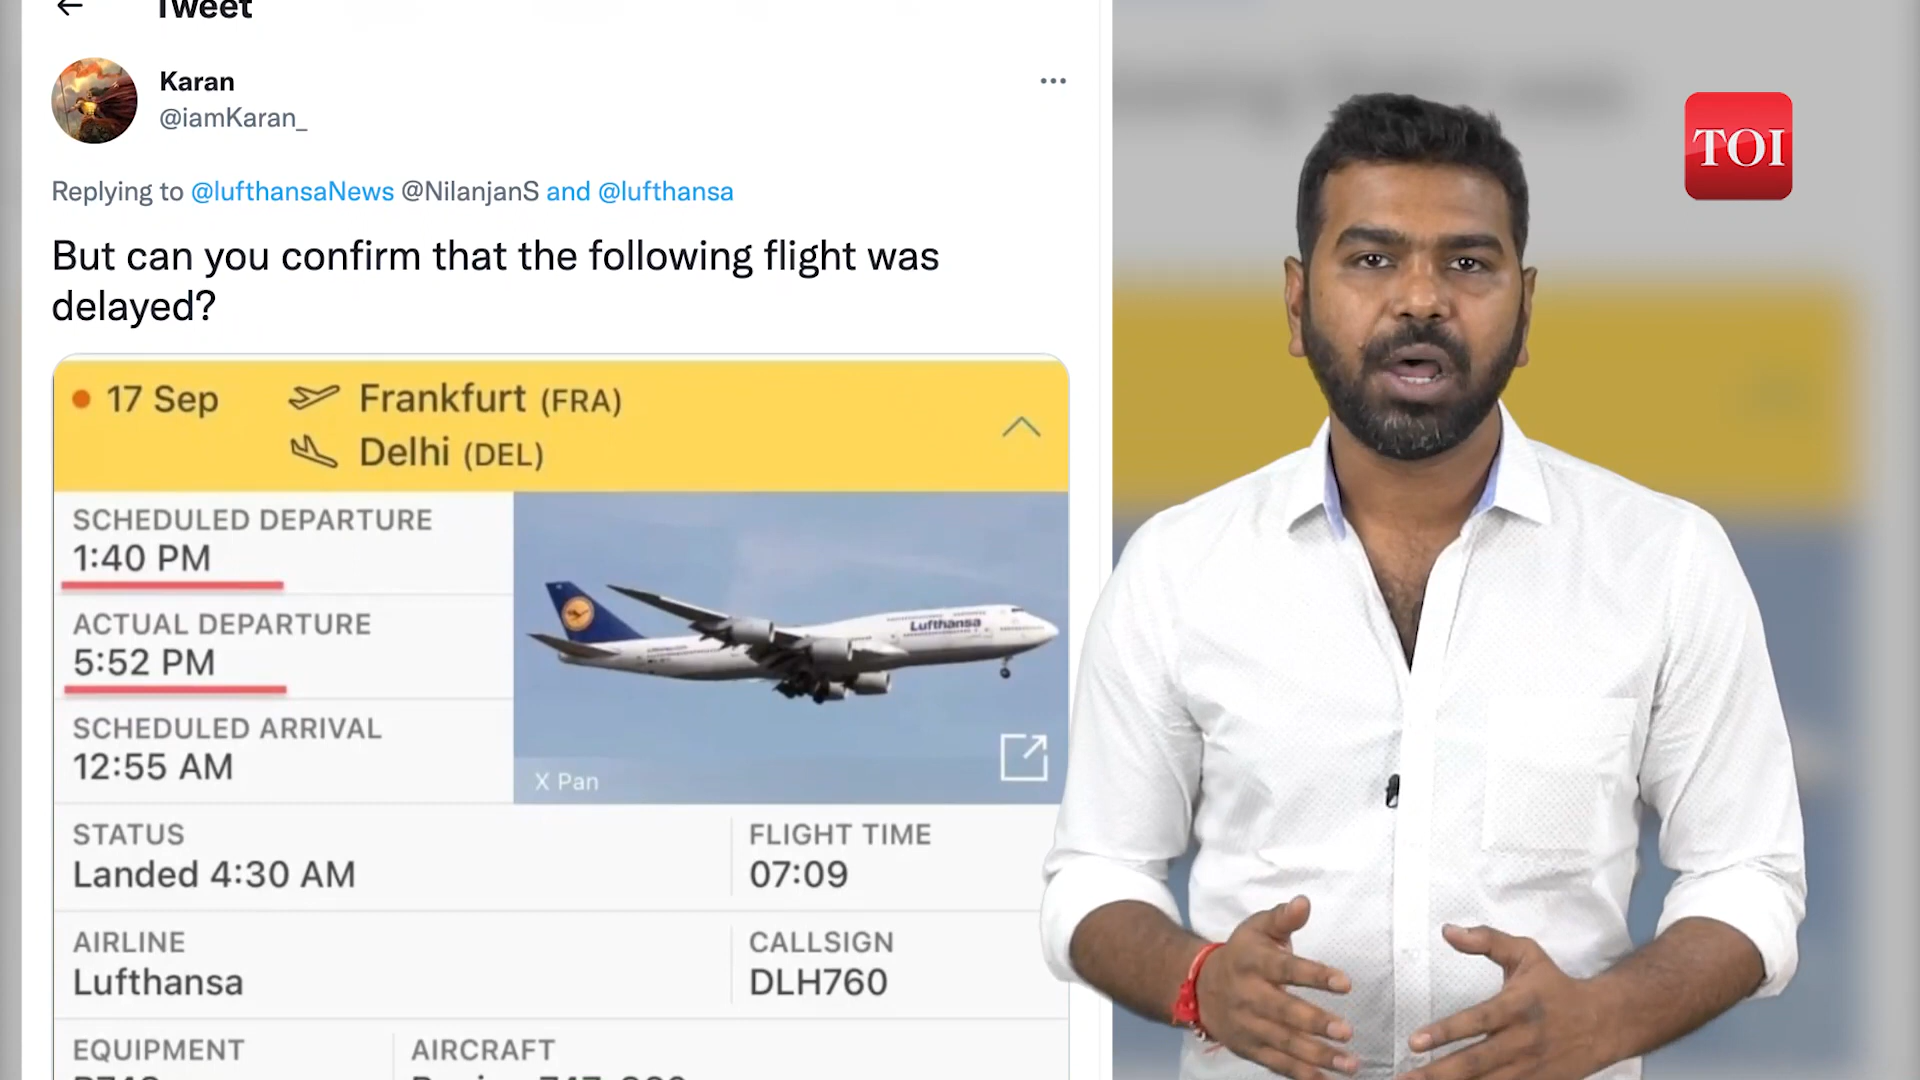 Tweet
Karan
@iamKaran_
Replying to @lufthansaNews @NilanjanS and @lufthansa
But can you confirm that the following flight was
delayed?
17 Sep
Frankfurt (FRA)
Delhi (DEL)
SCHEDULED DEPARTURE
1:40 PM
ACTUAL DEPARTURE
5:52 PM
SCHEDULED ARRIVAL
12:55 AM
Lufthansa
X Pan
STATUS
Landed 4:30 AM
FLIGHT TIME
07:09
AIRLINE
Lufthansa
CALLSIGN
DLH760
EQUIPMENT
AIRCRAFT
TOI